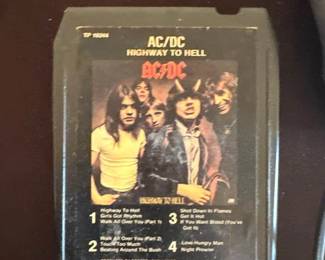 TP 19244
AC/DC
HIGHWAY TO HELL
AC/DC
HIGHWAY TO HELL
1 Highway To Hell
Girls Got Rhythm
Walk All Over You (Part 1)
2 Walk All Over You (Part 2)
Touch Too Much
Beating Around The Bush
3 Shot Down In Flames
Get It Hot
If You Want Blood (You've
Got It)
4 Love Hungry Man
Night Prowler